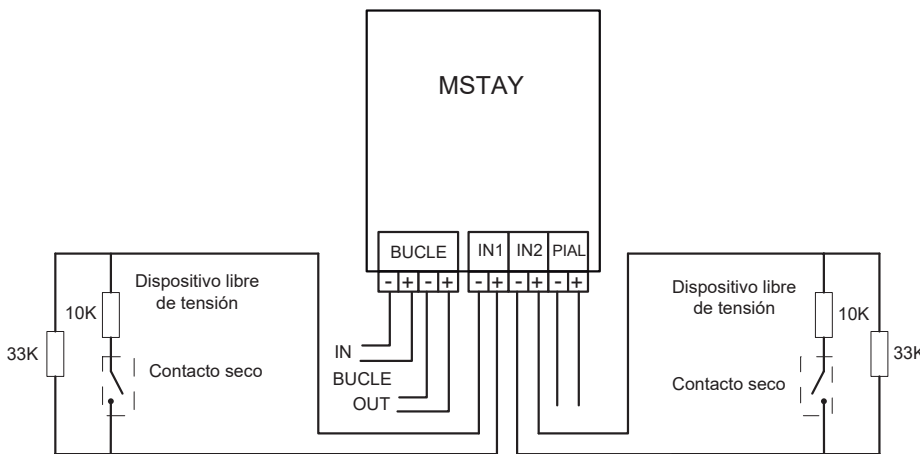 MSTAY
BUCLE
IN1
IN2
PIAL
- + - +
- + - + - +
Dispositivo libre
de tensión
10K
33K
Contacto seco
IN
BUCLE
OUT
Dispositivo libre
de tensión
10K
33K
Contacto seco